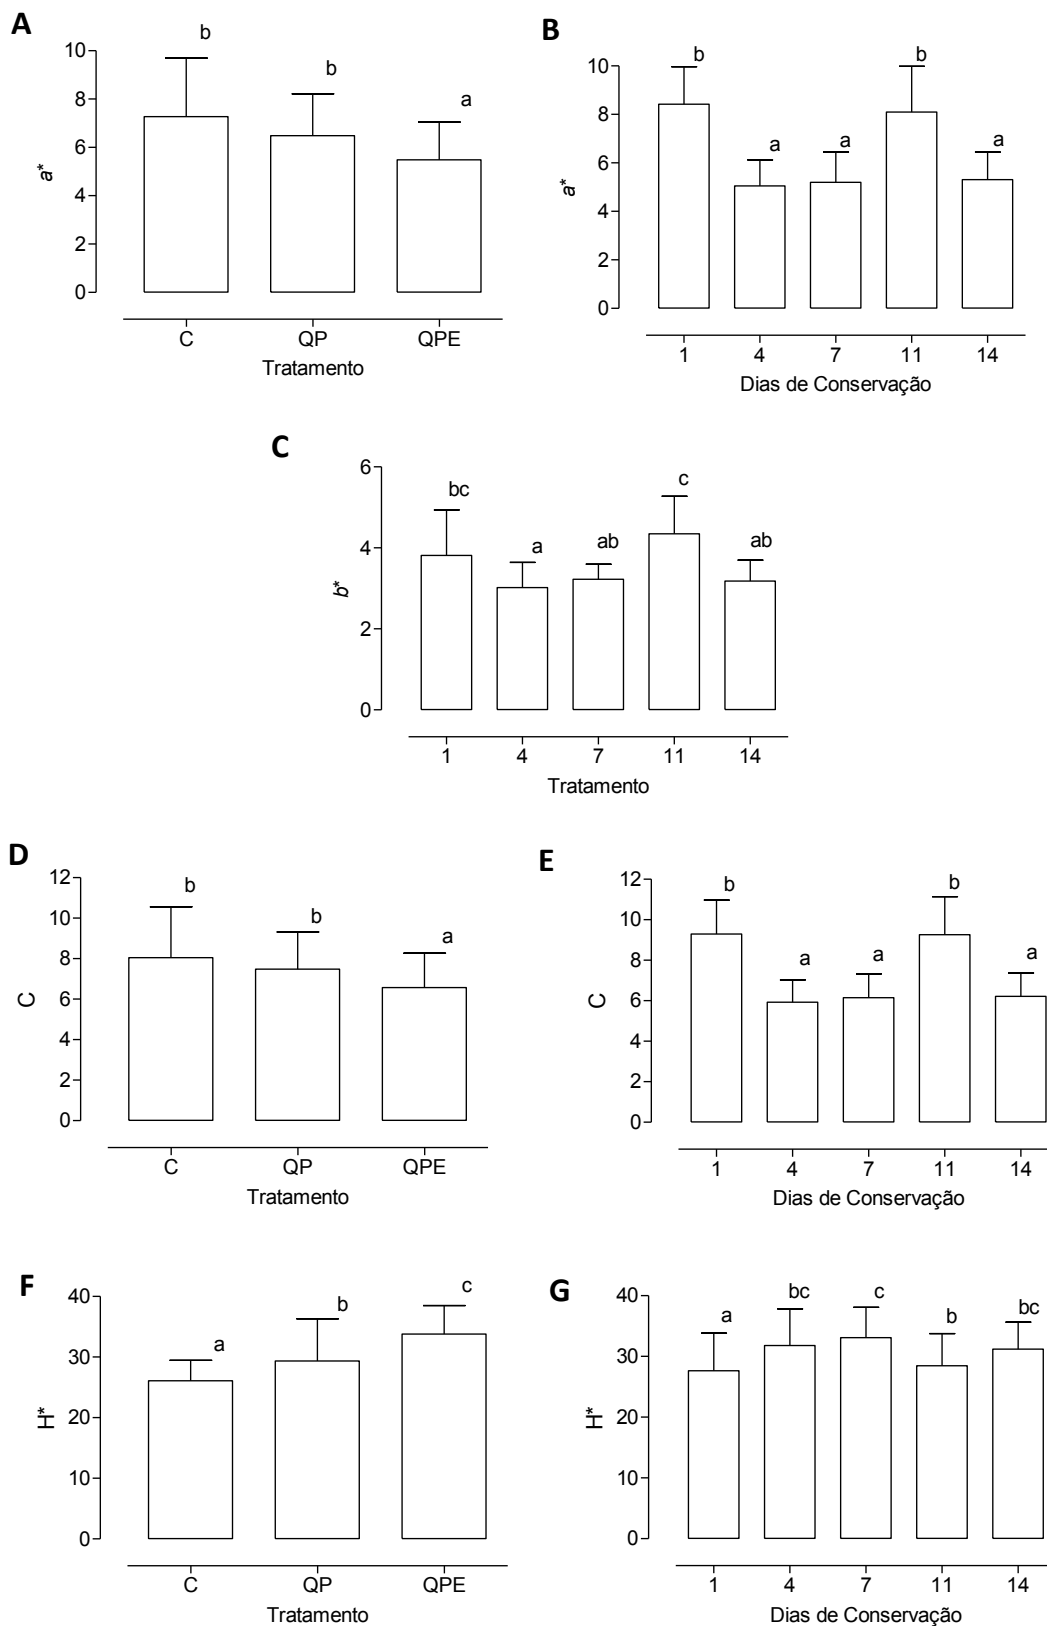 A
b
b
a
10
8
6
4
2
0
a*
C QP QPE
Tratamento
B
b
a
a
b
a
10
8
6
4
2
0
a*
1 4 7 11 14
Dias de Conservação
C
bc
a
ab
c
ab
6
4
2
0
b*
1 4 7 11 14
Tratamento
D
b
b
a
12
10
8
6
4
2
0
C
C QP QPE
Tratamento
E
b
a
a
b
a
12
10
8
6
4
2
0
C
1 4 7 11 14
Dias de Conservação
F
a
b
c
40
30
20
10
0
H*
C QP QPE
Tratamento
G
a
bc
c
b
bc
40
30
20
10
0
H*
1 4 7 11 14
Dias de Conservação